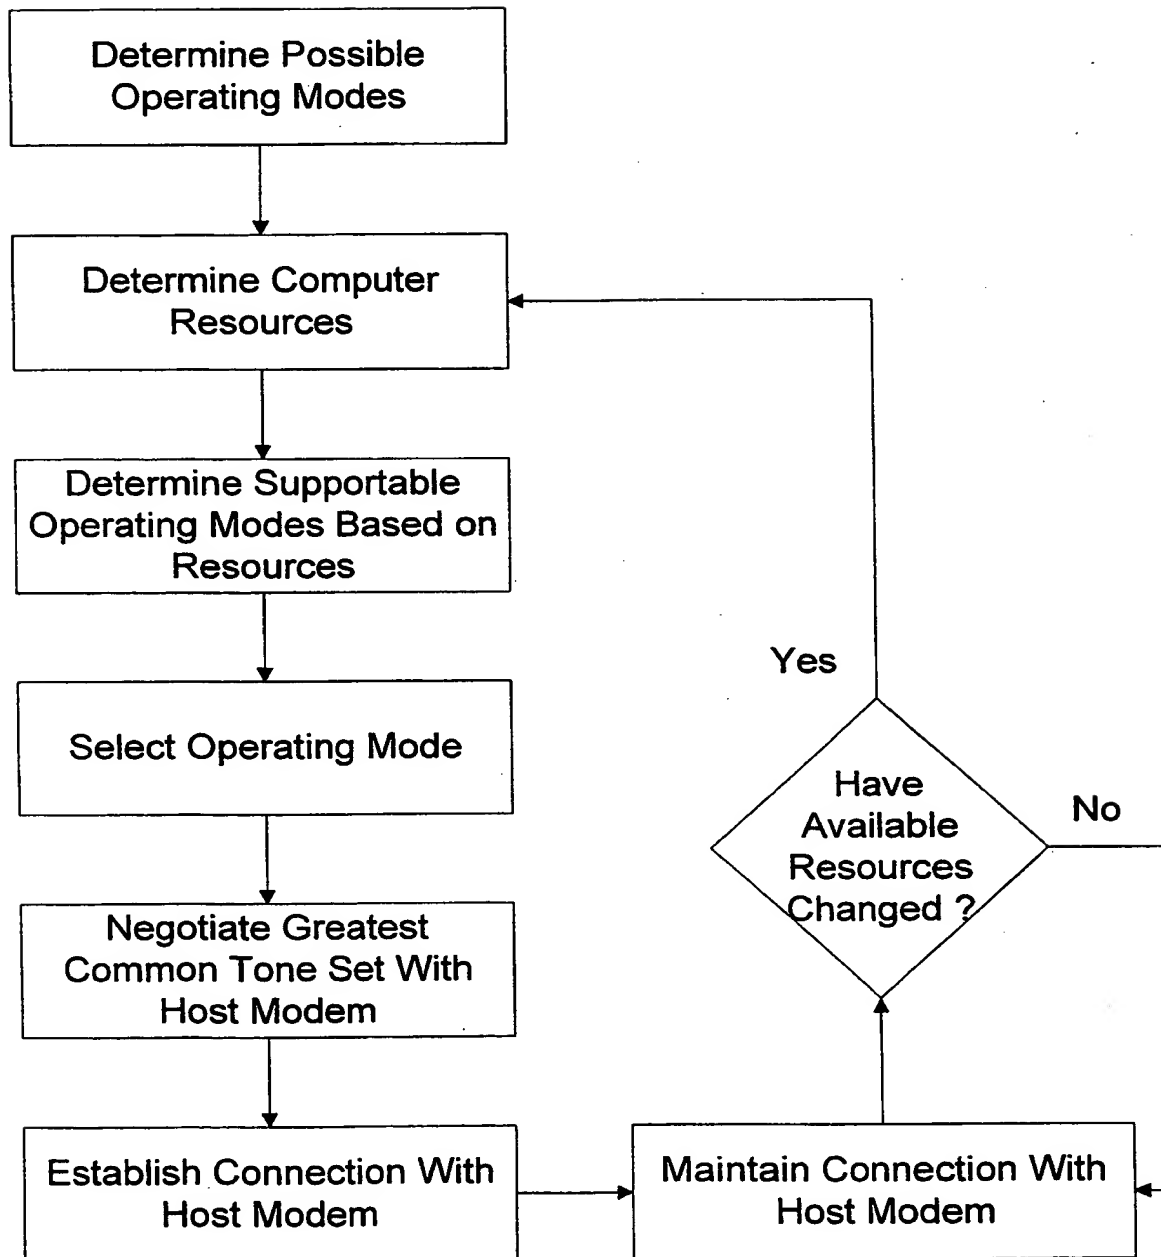 Determine Possible
Operating Modes
Determine Computer
Resources
Determine Supportable
Operating Modes Based on
Resources
Select Operating Mode
Negotiate Greatest
Common Tone Set With
Host Modem
Establish Connection With
Host Modem
Maintain Connection With
Host Modem
Have
Available
Resources
Changed ?
Yes
No